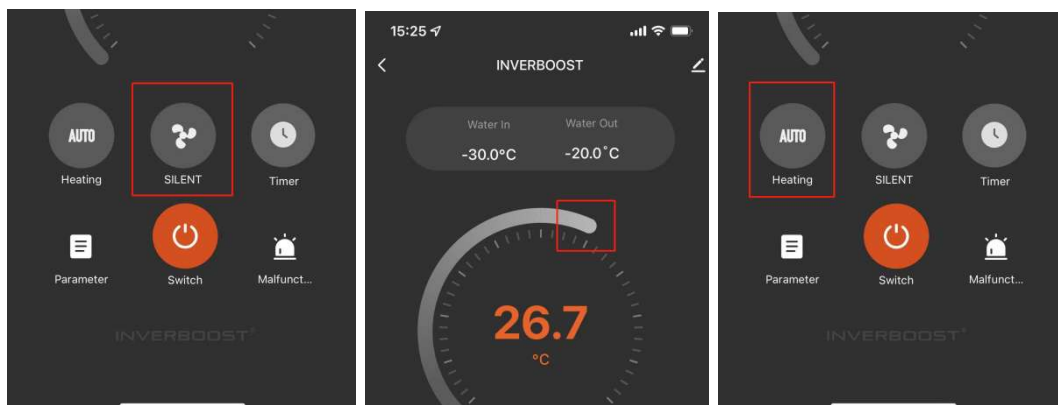 AUTO
Heating SILENT Timer
Parameter Switch Malfunct...
INVERBOOST®
15:25
INVERBOOST
Water In Water Out
-30.0°C -20.0°C
26.7
°C
AUTO
Heating SILENT Timer
Parameter Switch Malfunct...
INVERBOOST®